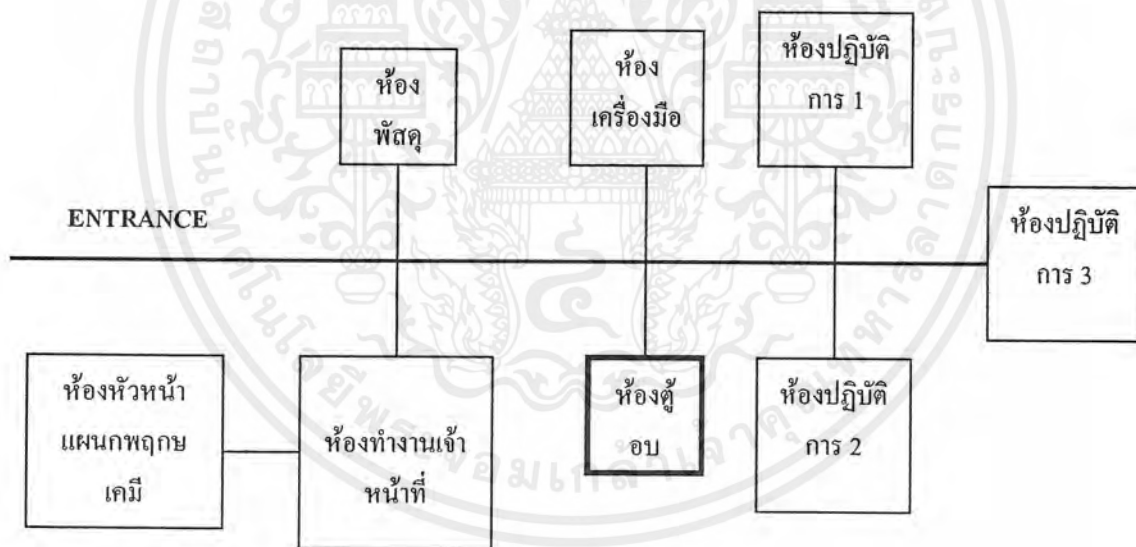 ห้อง
พัสดุ
ห้อง
เครื่องมือ
ห้องปฏิบัติ
การ 1
ENTRANCE
ห้องปฏิบัติ
การ 3
ห้องหัวหน้า
แผนกพฤกษ
เคมี
ห้องทำงานเจ้า
หน้าที่
ห้องตู้
อบ
ห้องปฏิบัติ
การ 2